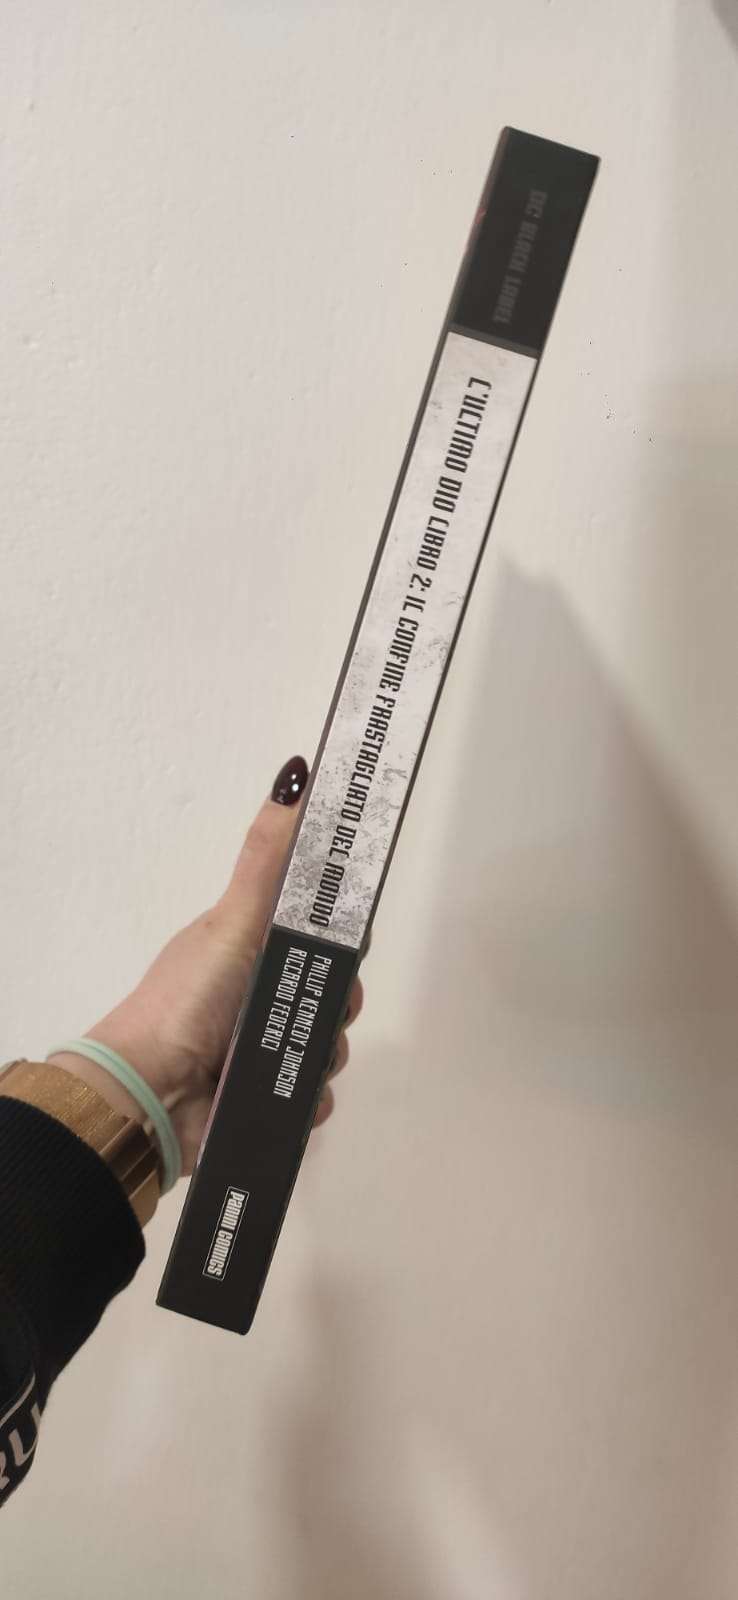 DC BLACK LABEL
L'ULTIMO DIO LIBRO 2: IL CONFINE FRASTAGLIATO DEL MONDO
PHILLIP KENNEDY JOHNSON
RICCARDO FEDERICI
PANINI COMICS